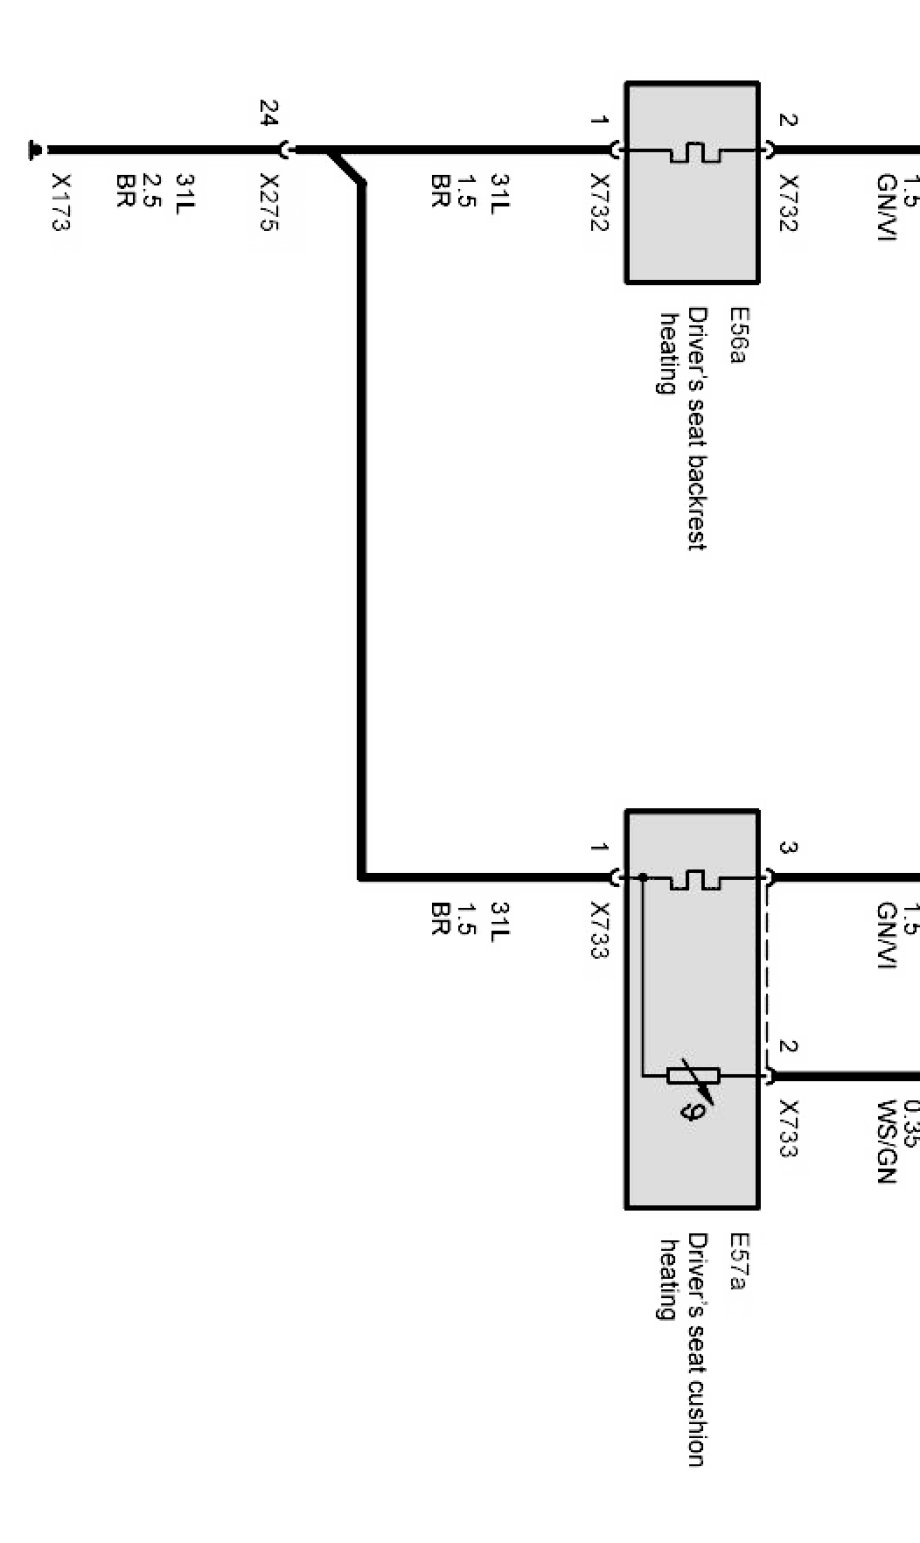 1.5
GN/VI
1.5
GN/VI
0.35
WS/GN
2 X732
3
2 X733
E56a
Driver's seat backrest
heating
ϑ
E57a
Driver's seat cushion
heating
1 X732
1 X733
31L
1.5
BR
31L
1.5
BR
24 X275
31L
2.5
BR
X173